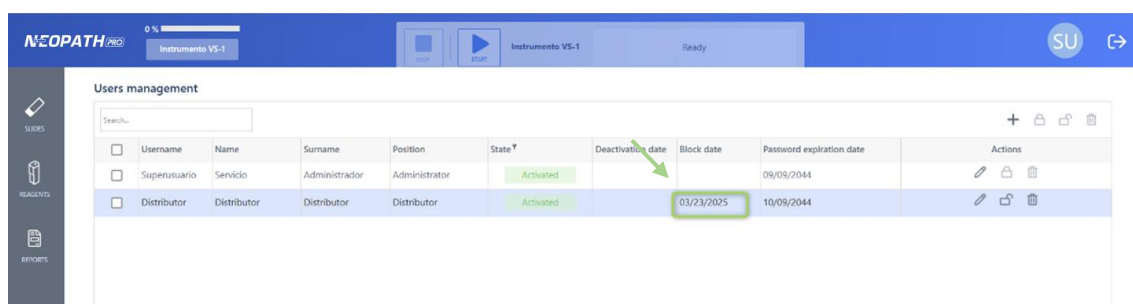 NEOPATH PRO
0 %
Instrumento VS-1
STOP
START
Instrumento VS-1
Ready
SU
Users management
SLIDES
REAGENTS
REPORTS
Search...
Username Name Surname Position State Deactivation date Block date Password expiration date Actions
Superusuario Servicio Administrador Administrator Activated 09/09/2044
Distributor Distributor Distributor Distributor Activated 03/23/2025 10/09/2044